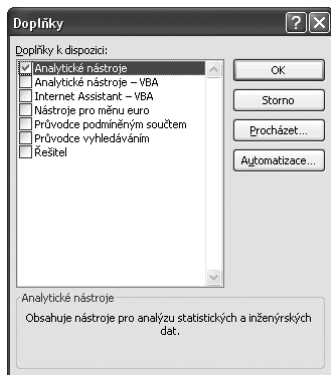 Doplňky
Doplňky k dispozici:
Analytické nástroje
Analytické nástroje – VBA
Internet Assistant – VBA
Nástroje pro měnu euro
Průvodce podmíněným součtem
Průvodce vyhledáváním
Řešitel
OK
Storno
Procházet...
Automatizace...
Analytické nástroje
Obsahuje nástroje pro analýzu statistických a inženýrských
dat.